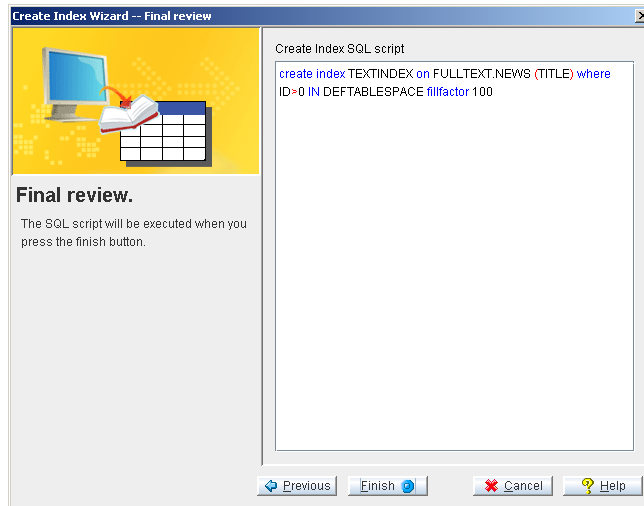 Create Index Wizard -- Final review
Create Index SQL script
create index TEXTINDEX on FULLTEXT.NEWS (TITLE) where
ID>0 IN DEFTABLESPACE fillfactor 100
Final review.
The SQL script will be executed when you
press the finish button.
Previous
Finish
Cancel
Help